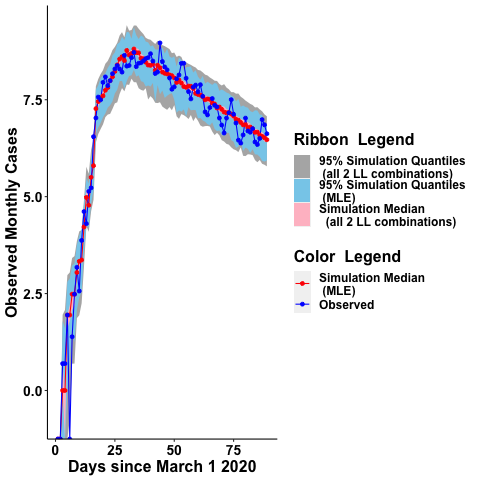 Observed Monthly Cases
7.5
5.0
2.5
0.0
0
25
50
75
Days since March 1 2020
Ribbon Legend
95% Simulation Quantiles
(all 2 LL combinations)
95% Simulation Quantiles
(MLE)
Simulation Median
(all 2 LL combinations)
Color Legend
Simulation Median
(MLE)
Observed